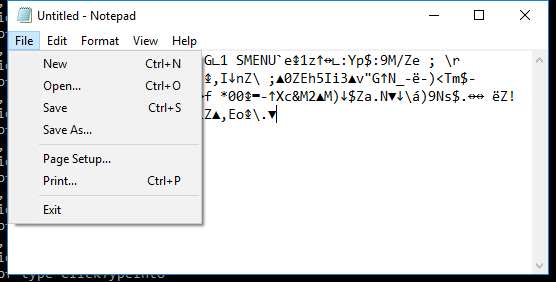 Untitled - Notepad
File Edit Format View Help
G∟1 SMENU`e↨1z↑↔∟:Yp$:9M/Ze ; \r
New Ctrl+N
↨,I↓nZ\ ;▲0ZEh5Ii3▲v"G↑N_-ë-)<Tm$-
Open... Ctrl+O
f *00↨=-↑Xc&M2▲M)↓$Za.N▼↓\á)9Ns$.↔↔ ëZ!
Save Ctrl+S
Z▲,Eo↨\.▼
Save As...
Page Setup...
Print... Ctrl+P
Exit
type ClickTypeInto